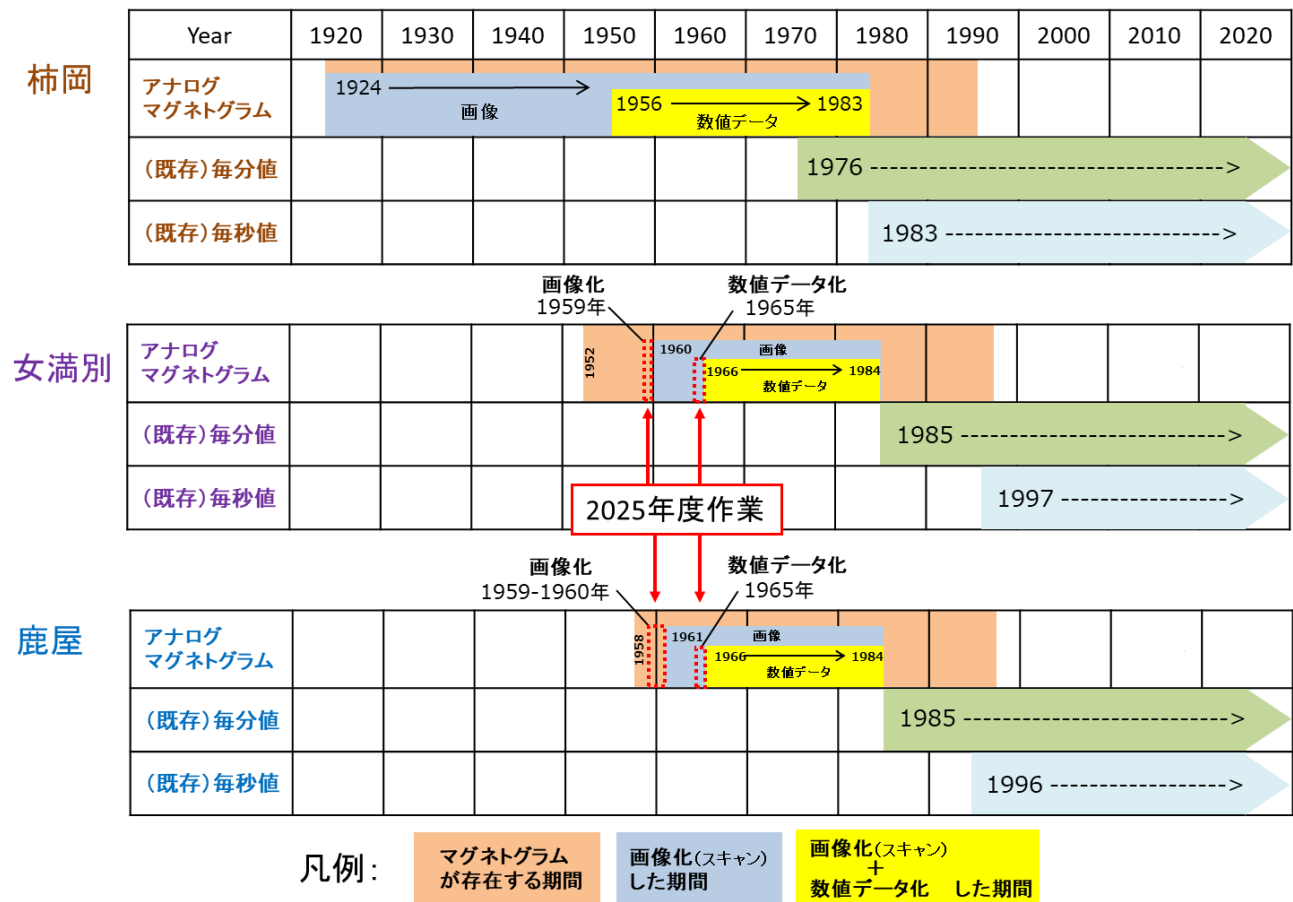 Year 1920 1930 1940 1950 1960 1970 1980 1990 2000 2010 2020
柿岡
アナログ
マグネトグラム
1924
画像
1956
1983
数値データ
(既存)毎分値
1976 ---------------------------------->
(既存)毎秒値
1983 --------------------------->
画像化
1959年
数値データ化
1965年
女満別
アナログ
マグネトグラム
1952
1960
画像
1966
1984
数値データ
(既存)毎分値
1985 ------------------------->
(既存)毎秒値
1997 --------------->
2025年度作業
画像化
1959-1960年
数値データ化
1965年
鹿屋
アナログ
マグネトグラム
1958
1961
画像
1966
1984
数値データ
(既存)毎分値
1985 ------------------------->
(既存)毎秒値
1996 ---------------->
凡例:
マグネトグラム
が存在する期間
画像化(スキャン)
した期間
画像化(スキャン)
+
数値データ化 した期間